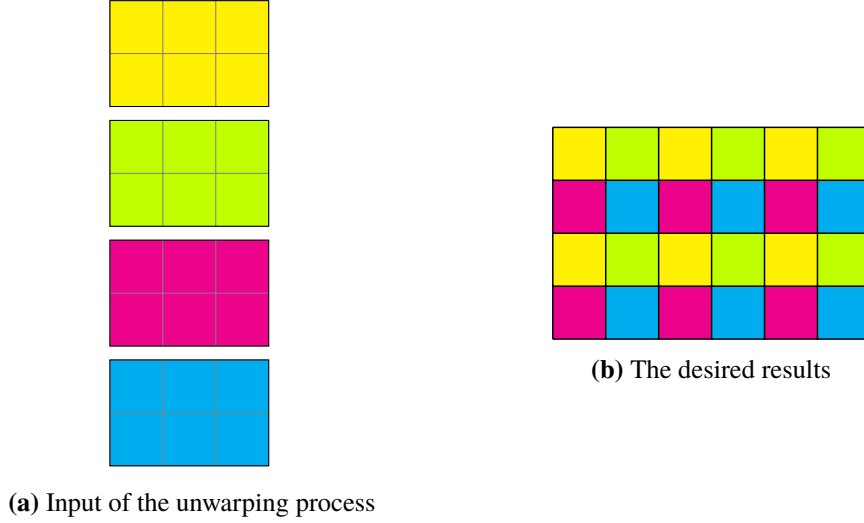 (b) The desired results
(a) Input of the unwarping process